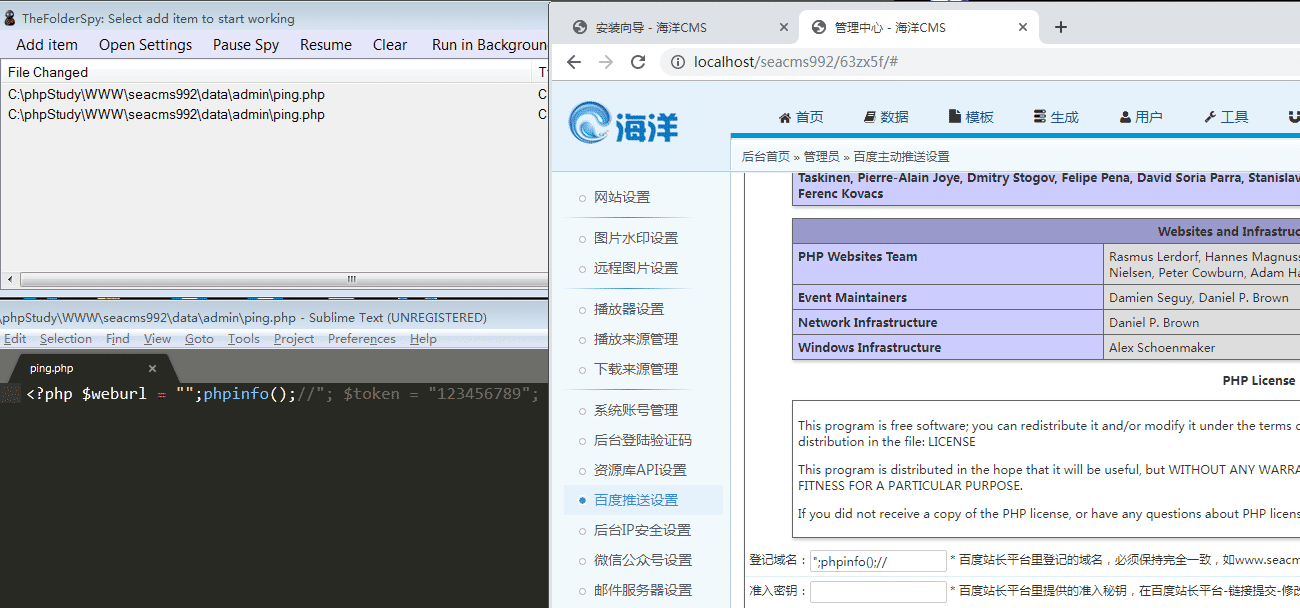 TheFolderSpy: Select add item to start working
Add item Open Settings Pause Spy Resume Clear Run in Backgroun
File Changed T
C:\phpStudy\WWW\seacms992\data\admin\ping.php C
C:\phpStudy\WWW\seacms992\data\admin\ping.php C
\phpStudy\WWW\seacms992\data\admin\ping.php - Sublime Text (UNREGISTERED)
Edit Selection Find View Goto Tools Project Preferences Help
ping.php
<?php $weburl = "";phpinfo();//"; $token = "123456789";
安装向导 - 海洋CMS
管理中心 - 海洋CMS
localhost/seacms992/63zx5f/#
海洋
首页 数据 模板 生成 用户 工具
后台首页 » 管理员 » 百度主动推送设置
网站设置
图片水印设置
远程图片设置
播放器设置
播放来源管理
下载来源管理
系统账号管理
后台登陆验证码
资源库API设置
百度推送设置
后台IP安全设置
微信公众号设置
邮件服务器设置
Taskinen, Pierre-Alain Joye, Dmitry Stogov, Felipe Pena, David Soria Parra, Stanislav
Ferenc Kovacs
Websites and Infrastruc
PHP Websites Team Rasmus Lerdorf, Hannes Magnuss
Nielsen, Peter Cowburn, Adam Ha
Event Maintainers Damien Seguy, Daniel P. Brown
Network Infrastructure Daniel P. Brown
Windows Infrastructure Alex Schoenmaker
PHP License
This program is free software; you can redistribute it and/or modify it under the terms o
distribution in the file: LICENSE
This program is distributed in the hope that it will be useful, but WITHOUT ANY WARRA
FITNESS FOR A PARTICULAR PURPOSE.
If you did not receive a copy of the PHP license, or have any questions about PHP licens
登记域名： ";phpinfo();// * 百度站长平台里登记的域名，必须保持完全一致，如www.seacm
准入密钥： * 百度站长平台里提供的准入秘钥，在百度站长平台-链接提交-修改